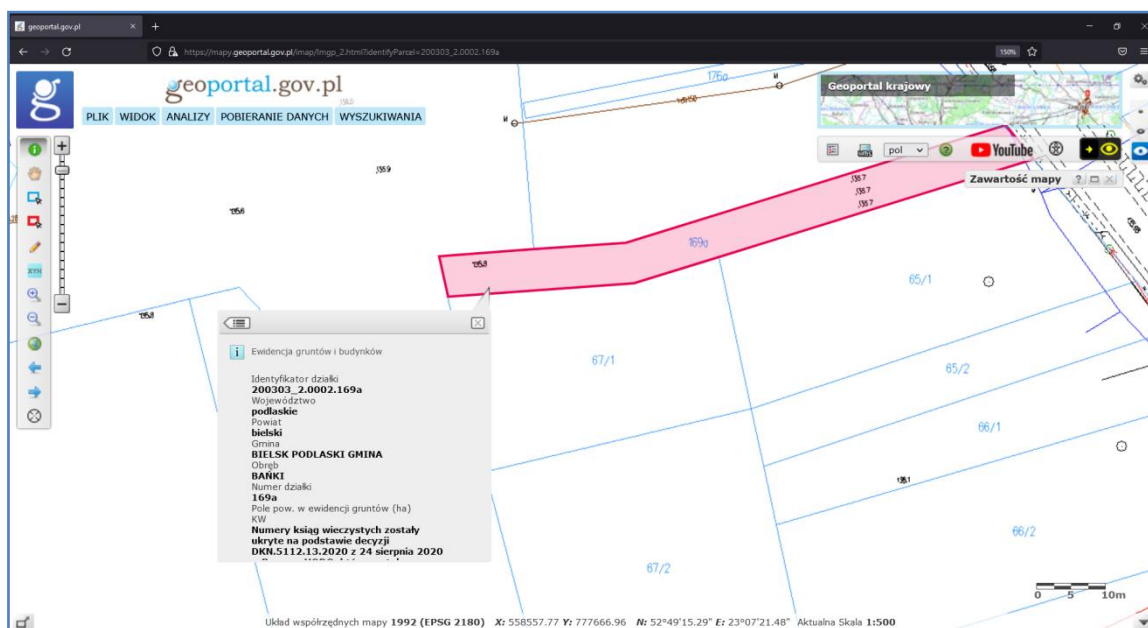 geoportal.gov.pl
https://mapy.geoportal.gov.pl/imap/Imgp_2.html?identifyParcel=200303_2.0002.169a
150%
geoportal.gov.pl
PLIK WIDOK ANALIZY POBIERANIE DANYCH WYSZUKIWANIA
Geoportal krajowy
pol
YouTube
Zawartość mapy
176a
169a
65/1
67/1
65/2
66/1
66/2
67/2
Ewidencja gruntów i budynków
Identyfikator działki
200303_2.0002.169a
Województwo
podlaskie
Powiat
bielski
Gmina
BIELSK PODLASKI GMINA
Obręb
BAŃKI
Numer działki
169a
Pole pow. w ewidencji gruntów (ha)
KW
Numery ksiąg wieczystych zostały
ukryte na podstawie decyzji
DKN.5112.13.2020 z 24 sierpnia 2020
0 5 10m
Układ współrzędnych mapy 1992 (EPSG 2180) X: 558557.77 Y: 777666.96 N: 52°49'15.29" E: 23°07'21.48" Aktualna Skala 1:500